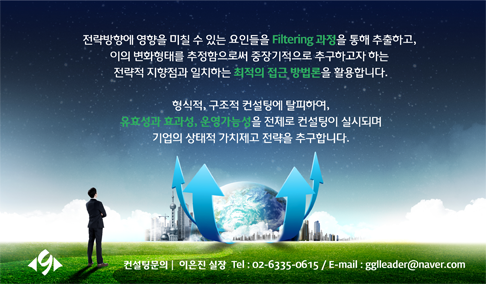 전략방향에 영향을 미칠 수 있는 요인들을 Filtering 과정을 통해 추출하고,
이의 변화형태를 추정함으로써 중장기적으로 추구하고자 하는
전략적 지향점과 일치하는 최적의 접근 방법론을 활용합니다.
형식적, 구조적 컨설팅에 탈피하여,
유효성과 효과성, 운영가능성을 전제로 컨설팅이 실시되며
기업의 상태적 가치제고 전략을 추구합니다.
컨설팅문의 | 이은진 실장 Tel : 02-6335-0615 / E-mail : gglleader@naver.com